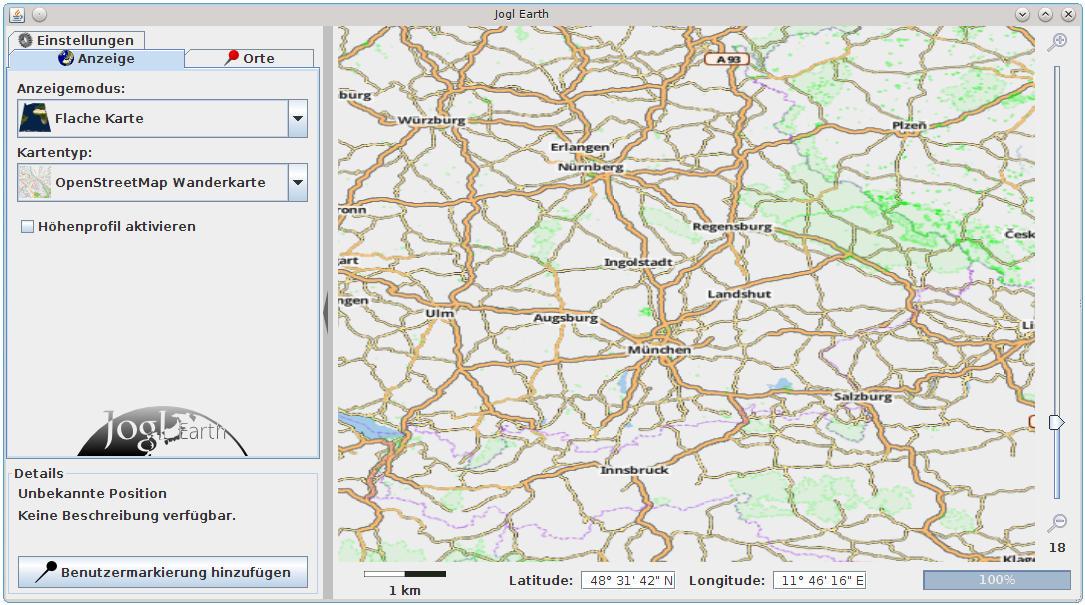 Jogl Earth
Einstellungen
Anzeige
Orte
Anzeigemodus:
Flache Karte
Kartentyp:
OpenStreetMap Wanderkarte
Höhenprofil aktivieren
Jogl Earth
Details
Unbekannte Position
Keine Beschreibung verfügbar.
Benutzermarkierung hinzufügen
A 93
burg
Würzburg
Plzeň
Erlangen
Nürnberg
ronn
Regensburg
Česk
art
Ingolstadt
ngen
Landshut
Ulm
Augsburg
Li
München
Salzburg
Innsbruck
Klage
18
1 km
Latitude: 48° 31' 42" N Longitude: 11° 46' 16" E
100%